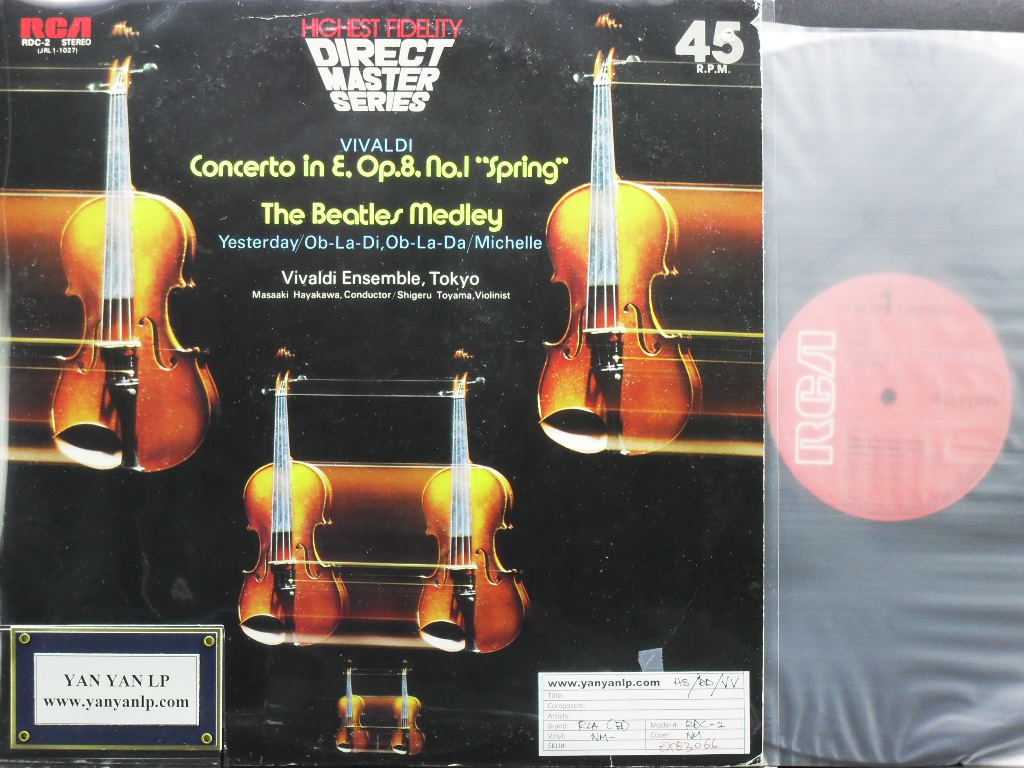 RCA
RDC-2 STEREO
(JRL1-1027)
HIGHEST FIDELITY
DIRECT
MASTER
SERIES
45
R.P.M.
VIVALDI
Concerto in E, Op.8, No.1 "Spring"
The Beatles Medley
Yesterday/Ob-La-Di,Ob-La-Da/Michelle
Vivaldi Ensemble, Tokyo
Masaaki Hayakawa, Conductor/Shigeru Toyama, Violinist
RCA
45 rpm
YAN YAN LP
www.yanyanlp.com
www.yanyanlp.com
Title:
Composers:
Artists:
Brand: RCA Model#: RDC-2
Vinyl: NM- Cover: NM
SKU#: EX83066